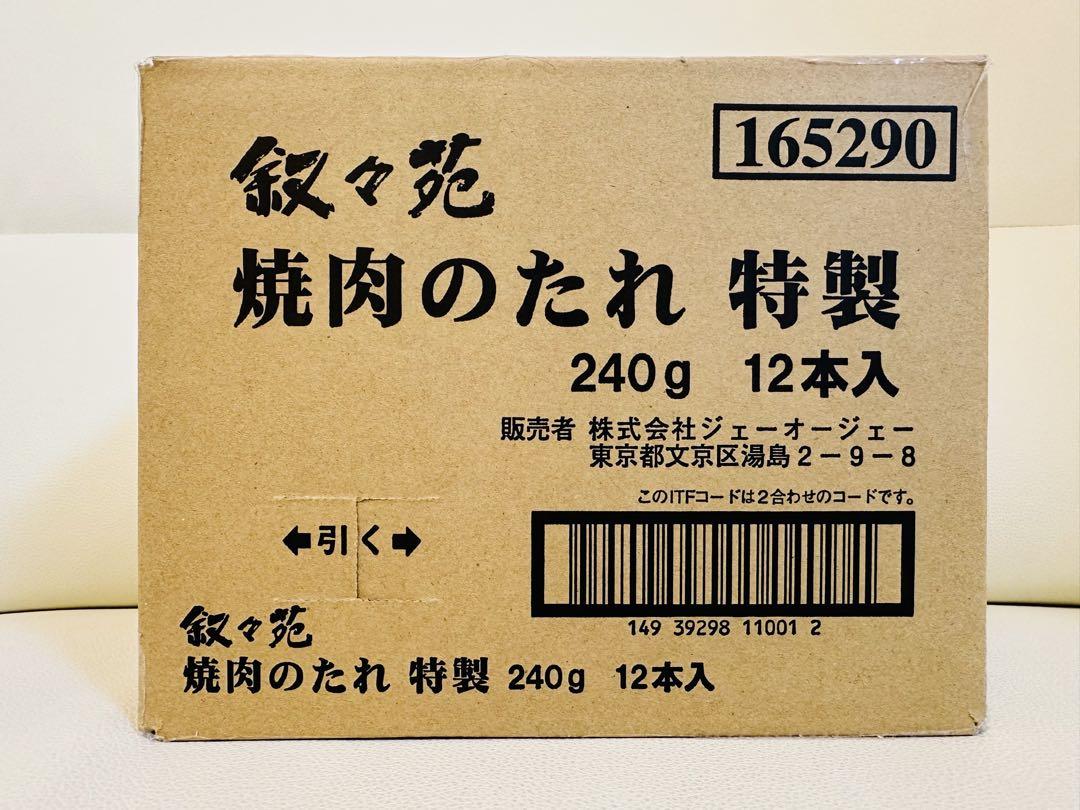 165290
叙々苑
焼肉のたれ 特製
240g 12本入
販売者 株式会社ジェーオージェー
東京都文京区湯島2－9－8
このITFコードは2合わせのコードです。
←引く→
149 39298 11001 2
叙々苑
焼肉のたれ 特製 240g 12本入